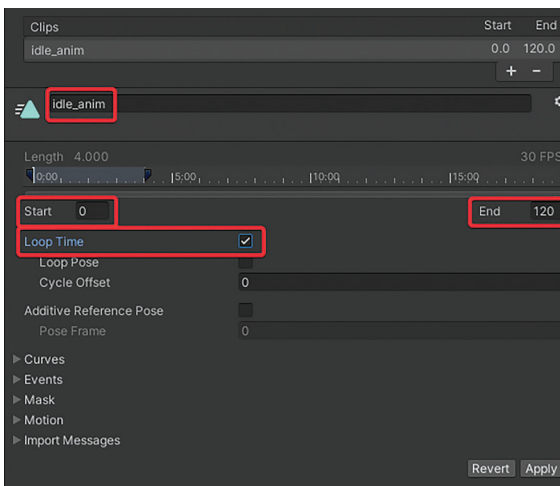 Clips Start End
idle_anim 0.0 120.0
+ −
idle_anim
Length 4.000 30 FPS
0:00 5:00 10:00 15:00
Start 0 End 120
Loop Time
Loop Pose
Cycle Offset 0
Additive Reference Pose
Pose Frame 0
Curves
Events
Mask
Motion
Import Messages
Revert Apply